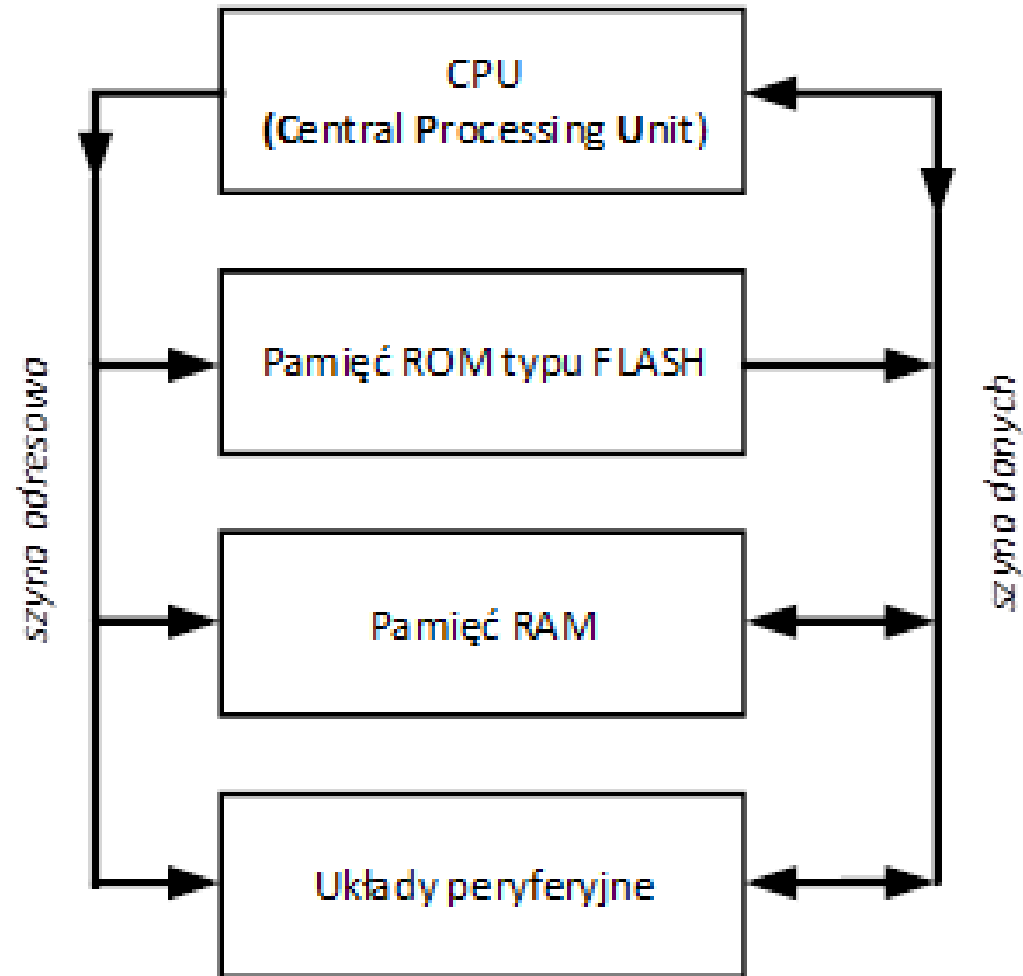 CPU
(Central Processing Unit)
Pamięć ROM typu FLASH
szyna adresowa
szyna danych
Pamięć RAM
Układy peryferyjne